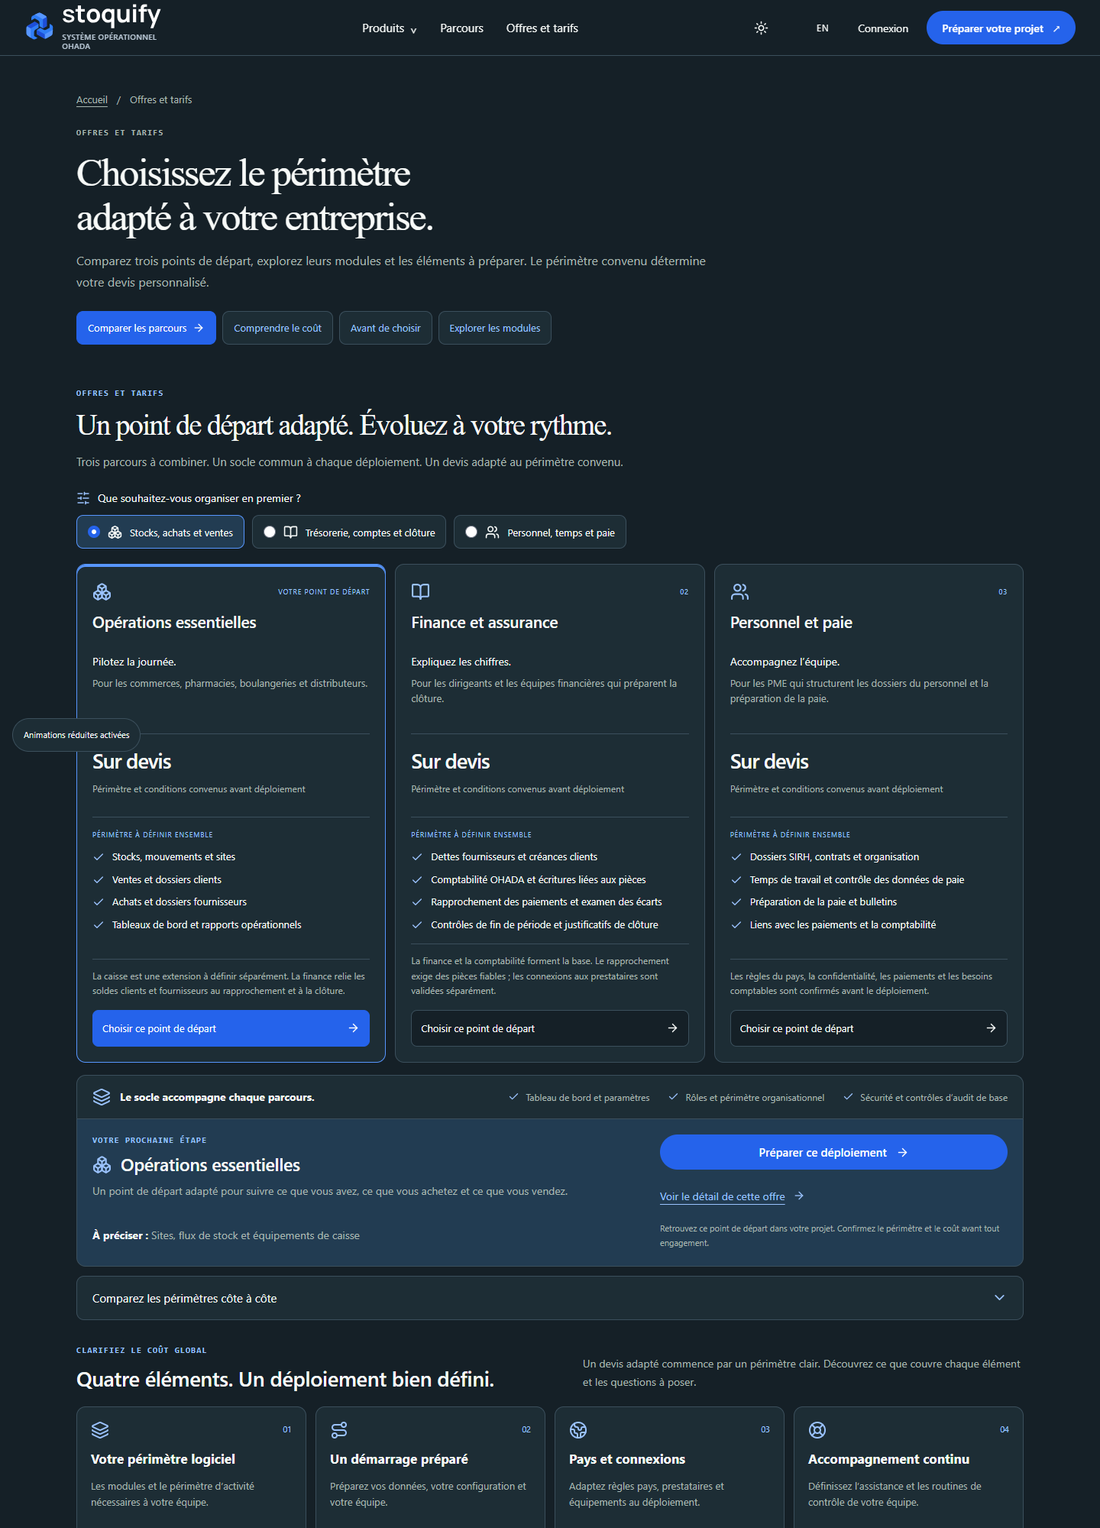 stoquify
SYSTÈME OPÉRATIONNEL
OHADA
Produits
Parcours
Offres et tarifs
EN
Connexion
Préparer votre projet ↗
Accueil / Offres et tarifs
OFFRES ET TARIFS
Choisissez le périmètre
adapté à votre entreprise.
Comparez trois points de départ, explorez leurs modules et les éléments à préparer. Le périmètre convenu détermine
votre devis personnalisé.
Comparer les parcours →
Comprendre le coût
Avant de choisir
Explorer les modules
OFFRES ET TARIFS
Un point de départ adapté. Évoluez à votre rythme.
Trois parcours à combiner. Un socle commun à chaque déploiement. Un devis adapté au périmètre convenu.
Que souhaitez-vous organiser en premier ?
Stocks, achats et ventes
Trésorerie, comptes et clôture
Personnel, temps et paie
VOTRE POINT DE DÉPART
Opérations essentielles
Pilotez la journée.
Pour les commerces, pharmacies, boulangeries et distributeurs.
Animations réduites activées
Sur devis
Périmètre et conditions convenus avant déploiement
PÉRIMÈTRE À DÉFINIR ENSEMBLE
Stocks, mouvements et sites
Ventes et dossiers clients
Achats et dossiers fournisseurs
Tableaux de bord et rapports opérationnels
La caisse est une extension à définir séparément. La finance relie les
soldes clients et fournisseurs au rapprochement et à la clôture.
Choisir ce point de départ →
02
Finance et assurance
Expliquez les chiffres.
Pour les dirigeants et les équipes financières qui préparent la
clôture.
Sur devis
Périmètre et conditions convenus avant déploiement
PÉRIMÈTRE À DÉFINIR ENSEMBLE
Dettes fournisseurs et créances clients
Comptabilité OHADA et écritures liées aux pièces
Rapprochement des paiements et examen des écarts
Contrôles de fin de période et justificatifs de clôture
La finance et la comptabilité forment la base. Le rapprochement
exige des pièces fiables ; les connexions aux prestataires sont
validées séparément.
Choisir ce point de départ →
03
Personnel et paie
Accompagnez l'équipe.
Pour les PME qui structurent les dossiers du personnel et la
préparation de la paie.
Sur devis
Périmètre et conditions convenus avant déploiement
PÉRIMÈTRE À DÉFINIR ENSEMBLE
Dossiers SIRH, contrats et organisation
Temps de travail et contrôle des données de paie
Préparation de la paie et bulletins
Liens avec les paiements et la comptabilité
Les règles du pays, la confidentialité, les paiements et les besoins
comptables sont confirmés avant le déploiement.
Choisir ce point de départ →
Le socle accompagne chaque parcours.
Tableau de bord et paramètres
Rôles et périmètre organisationnel
Sécurité et contrôles d'audit de base
VOTRE PROCHAINE ÉTAPE
Opérations essentielles
Un point de départ adapté pour suivre ce que vous avez, ce que vous achetez et ce que vous vendez.
À préciser : Sites, flux de stock et équipements de caisse
Préparer ce déploiement →
Voir le détail de cette offre →
Retrouvez ce point de départ dans votre projet. Confirmez le périmètre et le coût avant tout
engagement.
Comparez les périmètres côte à côte
CLARIFIEZ LE COÛT GLOBAL
Quatre éléments. Un déploiement bien défini.
Un devis adapté commence par un périmètre clair. Découvrez ce que couvre chaque élément
et les questions à poser.
01
Votre périmètre logiciel
Les modules et le périmètre d'activité
nécessaires à votre équipe.
02
Un démarrage préparé
Préparez vos données, votre configuration et
votre équipe.
03
Pays et connexions
Adaptez règles pays, prestataires et
équipements au déploiement.
04
Accompagnement continu
Définissez l'assistance et les routines de
contrôle de votre équipe.